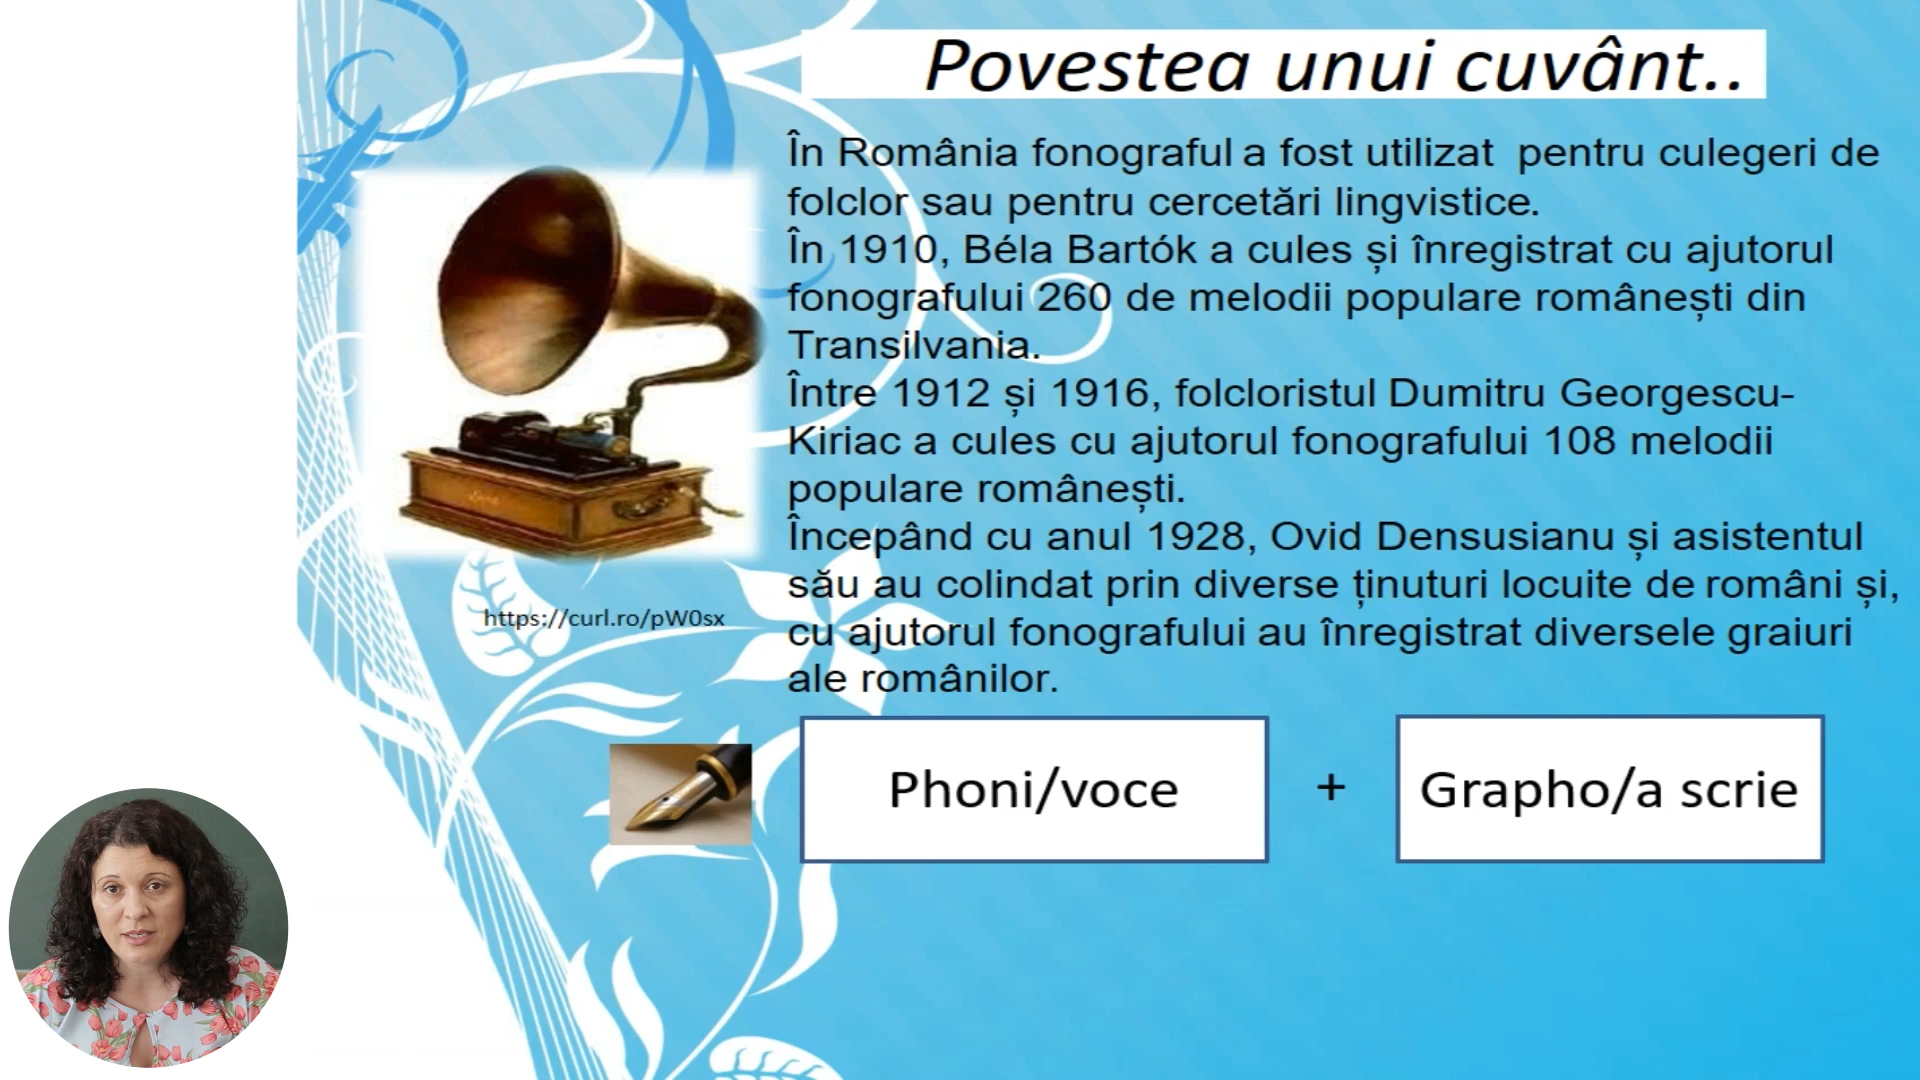 Povestea unui cuvânt..
În România fonograful a fost utilizat pentru culegeri de
folclor sau pentru cercetări lingvistice.
În 1910, Béla Bartók a cules și înregistrat cu ajutorul
fonografului 260 de melodii populare românești din
Transilvania.
Între 1912 și 1916, folcloristul Dumitru Georgescu-
Kiriac a cules cu ajutorul fonografului 108 melodii
populare românești.
Începând cu anul 1928, Ovid Densusianu și asistentul
său au colindat prin diverse ținuturi locuite de români și,
cu ajutorul fonografului au înregistrat diversele graiuri
ale românilor.
https://curl.ro/pW0sx
Phoni/voce + Grapho/a scrie